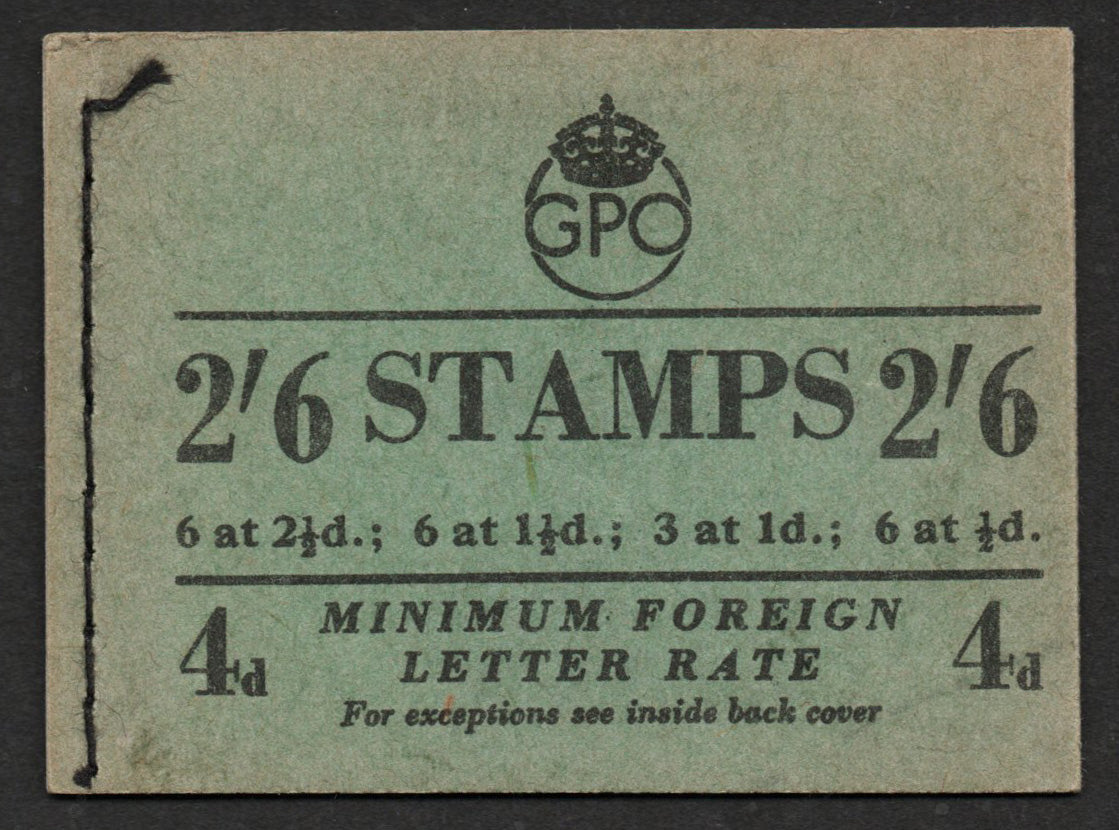 GPO
2'6 STAMPS 2'6
6 at 2½d.; 6 at 1½d.; 3 at 1d.; 6 at ½d.
4d MINIMUM FOREIGN 4d
LETTER RATE
For exceptions see inside back cover